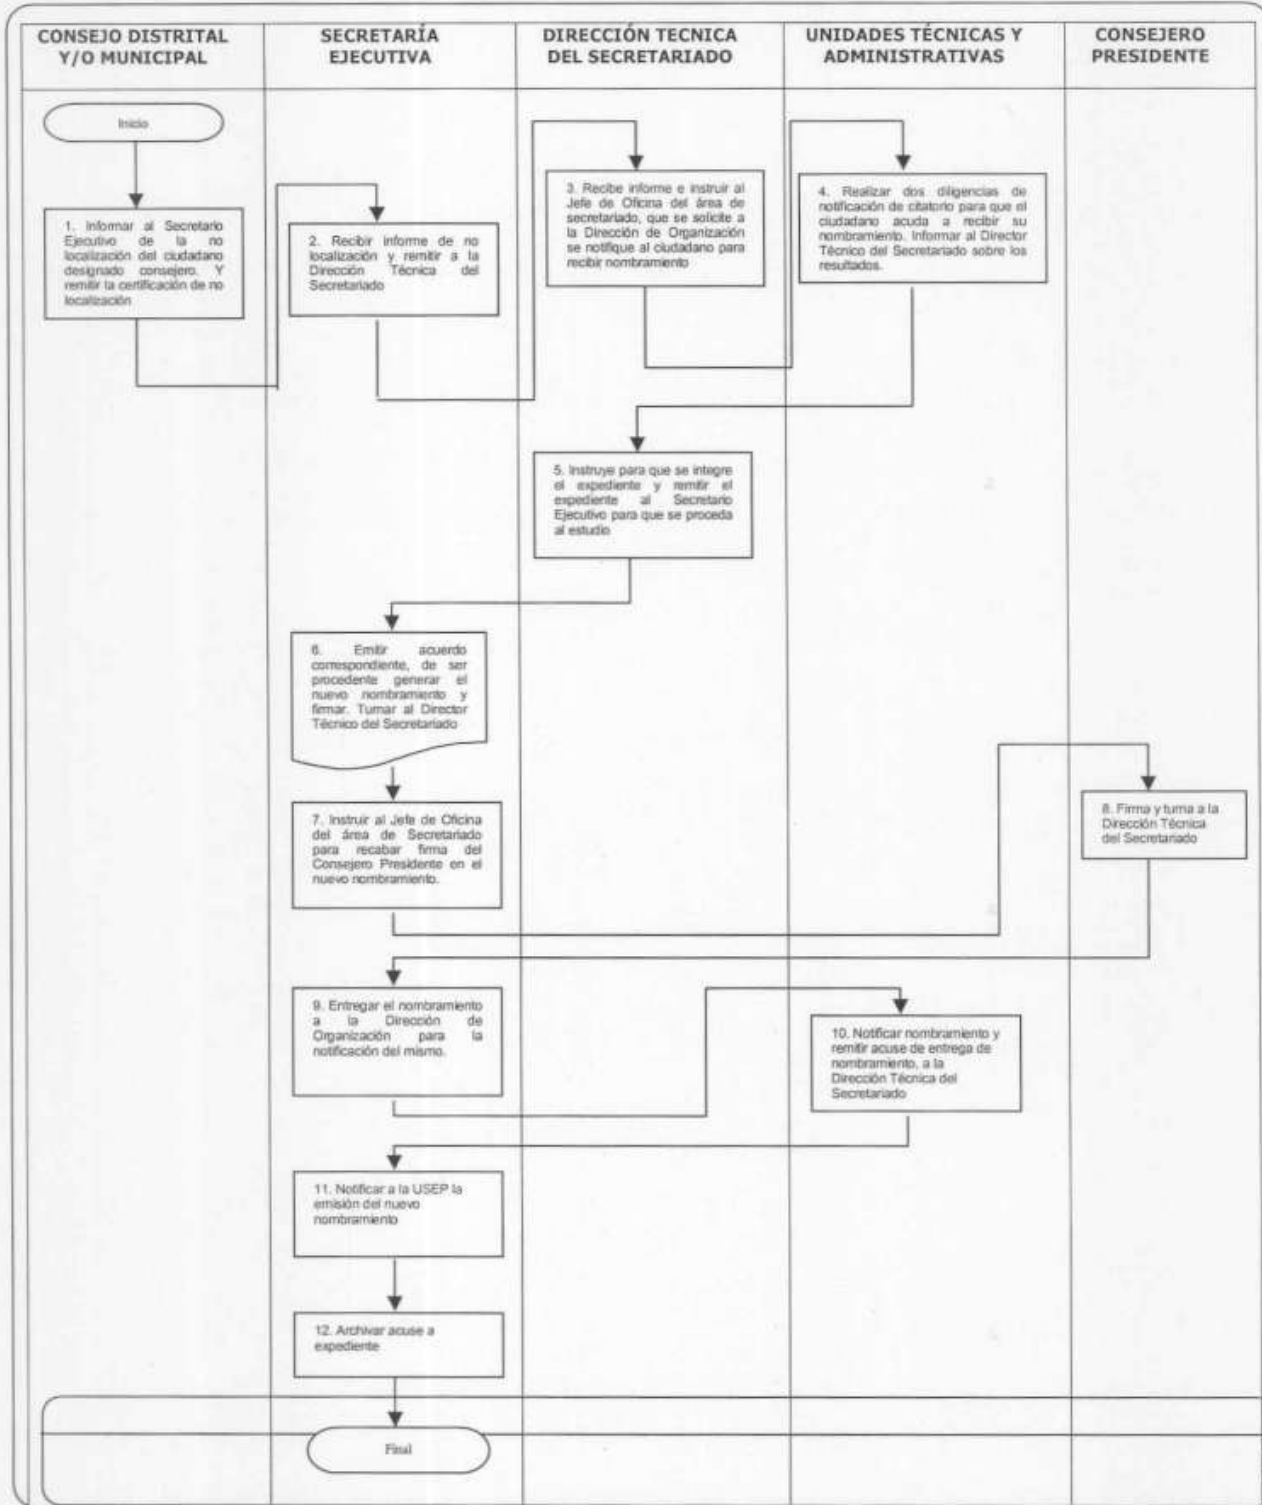 CONSEJO DISTRITAL
Y/O MUNICIPAL
SECRETARÍA
EJECUTIVA
DIRECCIÓN TECNICA
DEL SECRETARIADO
UNIDADES TÉCNICAS Y
ADMINISTRATIVAS
CONSEJERO
PRESIDENTE
Inicio
1. Informar al Secretario
Ejecutivo de la no
localización del ciudadano
designado consejero. Y
remitir la certificación de no
localización
2. Recibir informe de no
localización y remitir a la
Dirección Técnica del
Secretariado
3. Recibe informe e instruir al
Jefe de Oficina del área de
secretariado, que se solicite a
la Dirección de Organización
se notifique al ciudadano para
recibir nombramiento
4. Realizar dos diligencias de
notificación de citatorio para que el
ciudadano acuda a recibir su
nombramiento. Informar al Director
Técnico del Secretariado sobre los
resultados.
5. Instruye para que se integre
el expediente y remitir el
expediente al Secretario
Ejecutivo para que se proceda
al estudio
6. Emitir acuerdo
correspondiente, de ser
procedente generar el
nuevo nombramiento y
firmar. Turnar al Director
Técnico del Secretariado
7. Instruir al Jefe de Oficina
del área de Secretariado
para recabar firma del
Consejero Presidente en el
nuevo nombramiento.
8. Firma y turna a la
Dirección Técnica
del Secretariado
9. Entregar el nombramiento
a la Dirección de
Organización para la
notificación del mismo.
10. Notificar nombramiento y
remitir acuse de entrega de
nombramiento, a la
Dirección Técnica del
Secretariado
11. Notificar a la USEP la
emisión del nuevo
nombramiento
12. Archivar acuse a
expediente
Final